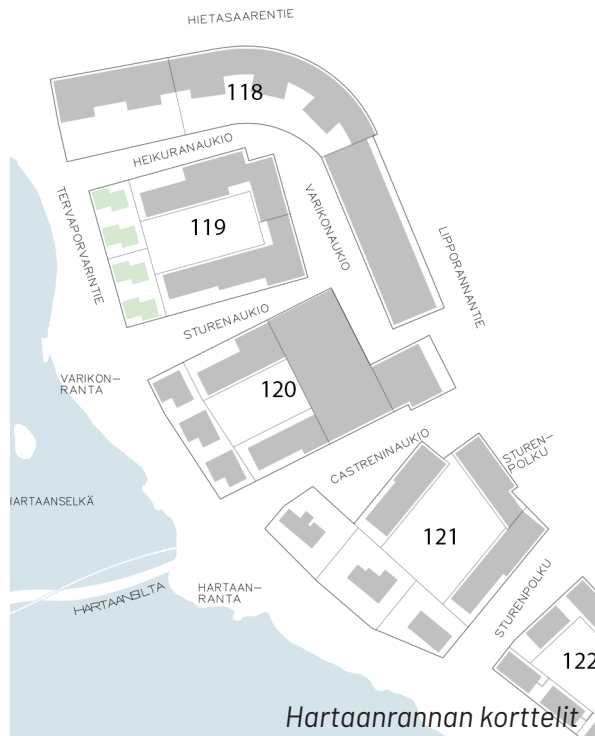 HIETASAARENTIE
118
HEIKURANAUKIO
TERVAPORVARINTIE
119
VARIKONAUKIO
LIPPORANNANTIE
STURENAUKIO
VARIKON-
RANTA
120
CASTRENINAUKIO
STUREN-
POLKU
HARTAANSELKÄ
121
HARTAANSILTA
HARTAAN-
RANTA
STURENPOLKU
122
Hartaanrannan korttelit